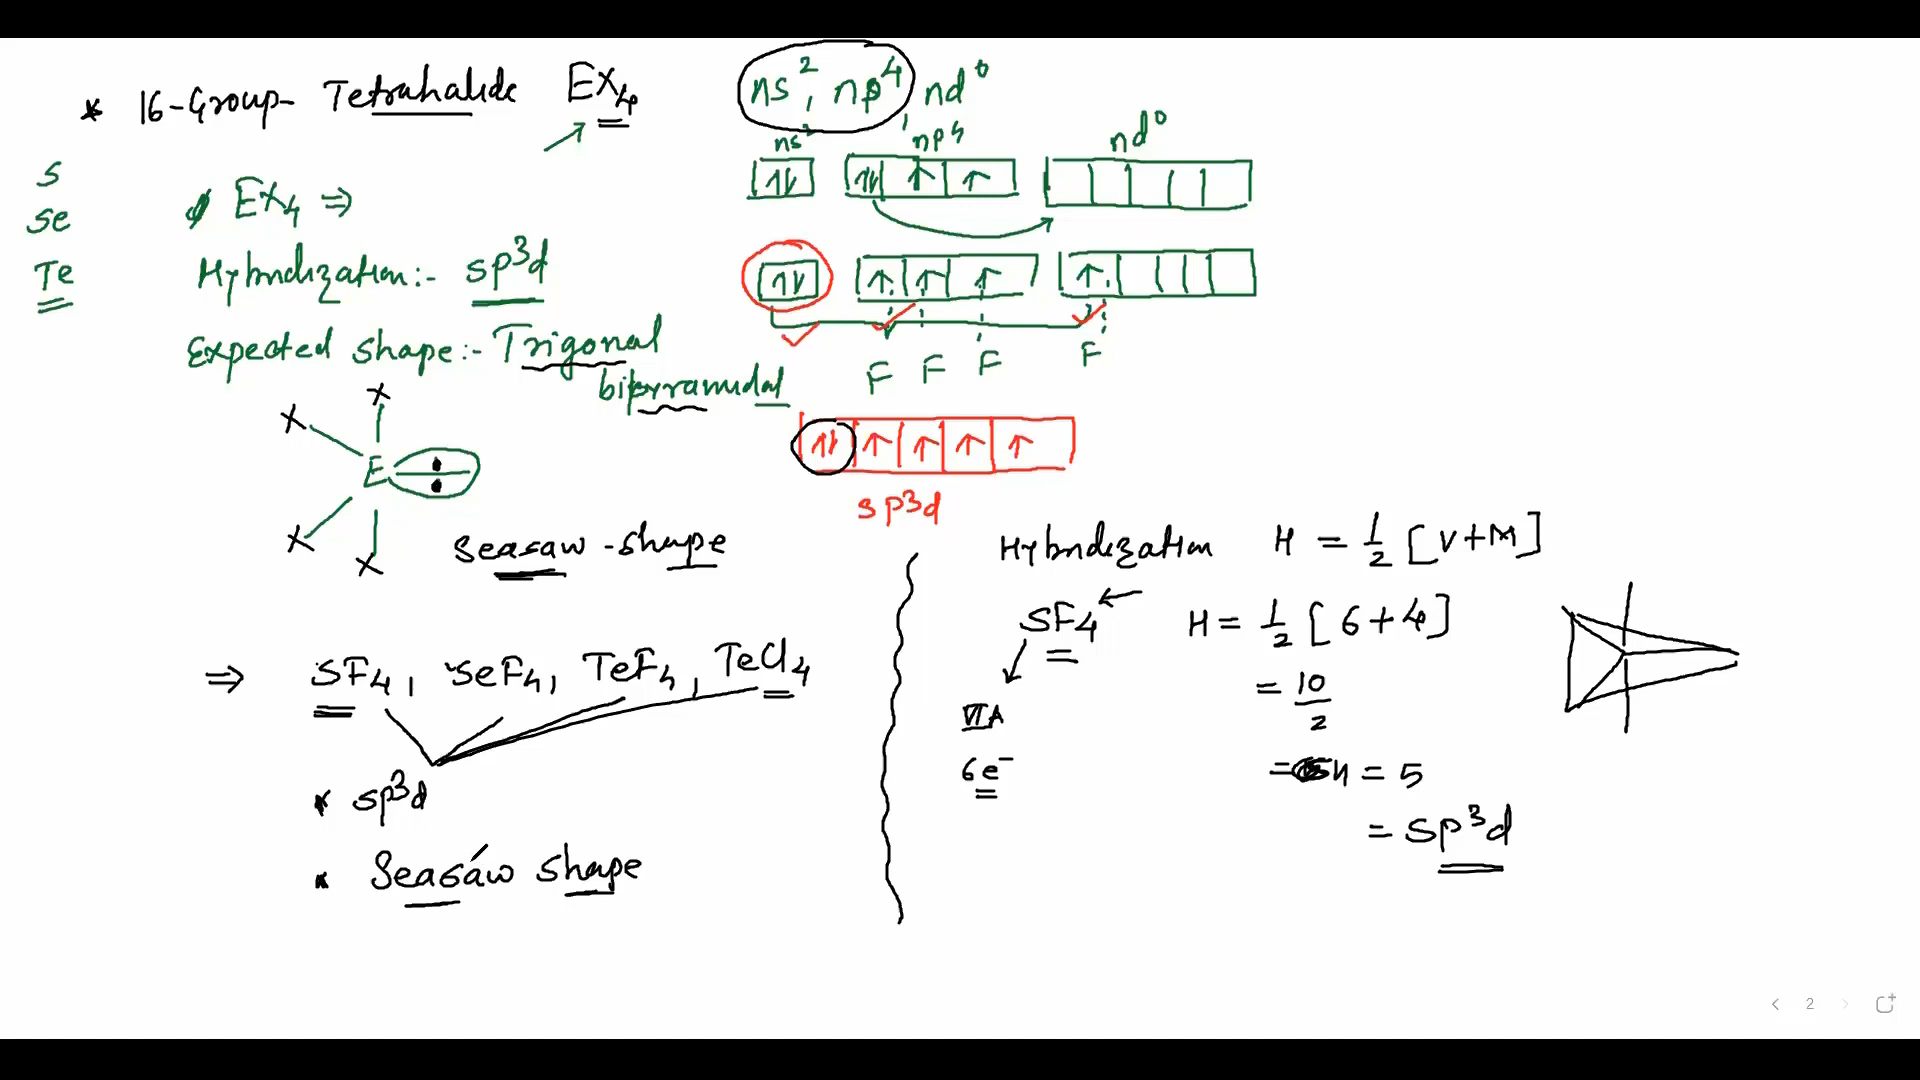 * 16-Group- Tetrahalide EX4
ns², np⁴, nd⁰
ns² np4 nd⁰
S
Se
Te
EX4 ⇒
Hybridization:- sp³d
Expected shape:- Trigonal
bipyramidal
F F F F
X X
E
X X
sp³d
Seasaw-shape
⇒ SF4, SeF4, TeF4, TeCl4
* sp³d
* Seasaw shape
Hybridization H = 1/2 [V+M]
SF4 H = 1/2 [6+4]
= 10/2
VIA
6e⁻
= H = 5
= sp³d
2